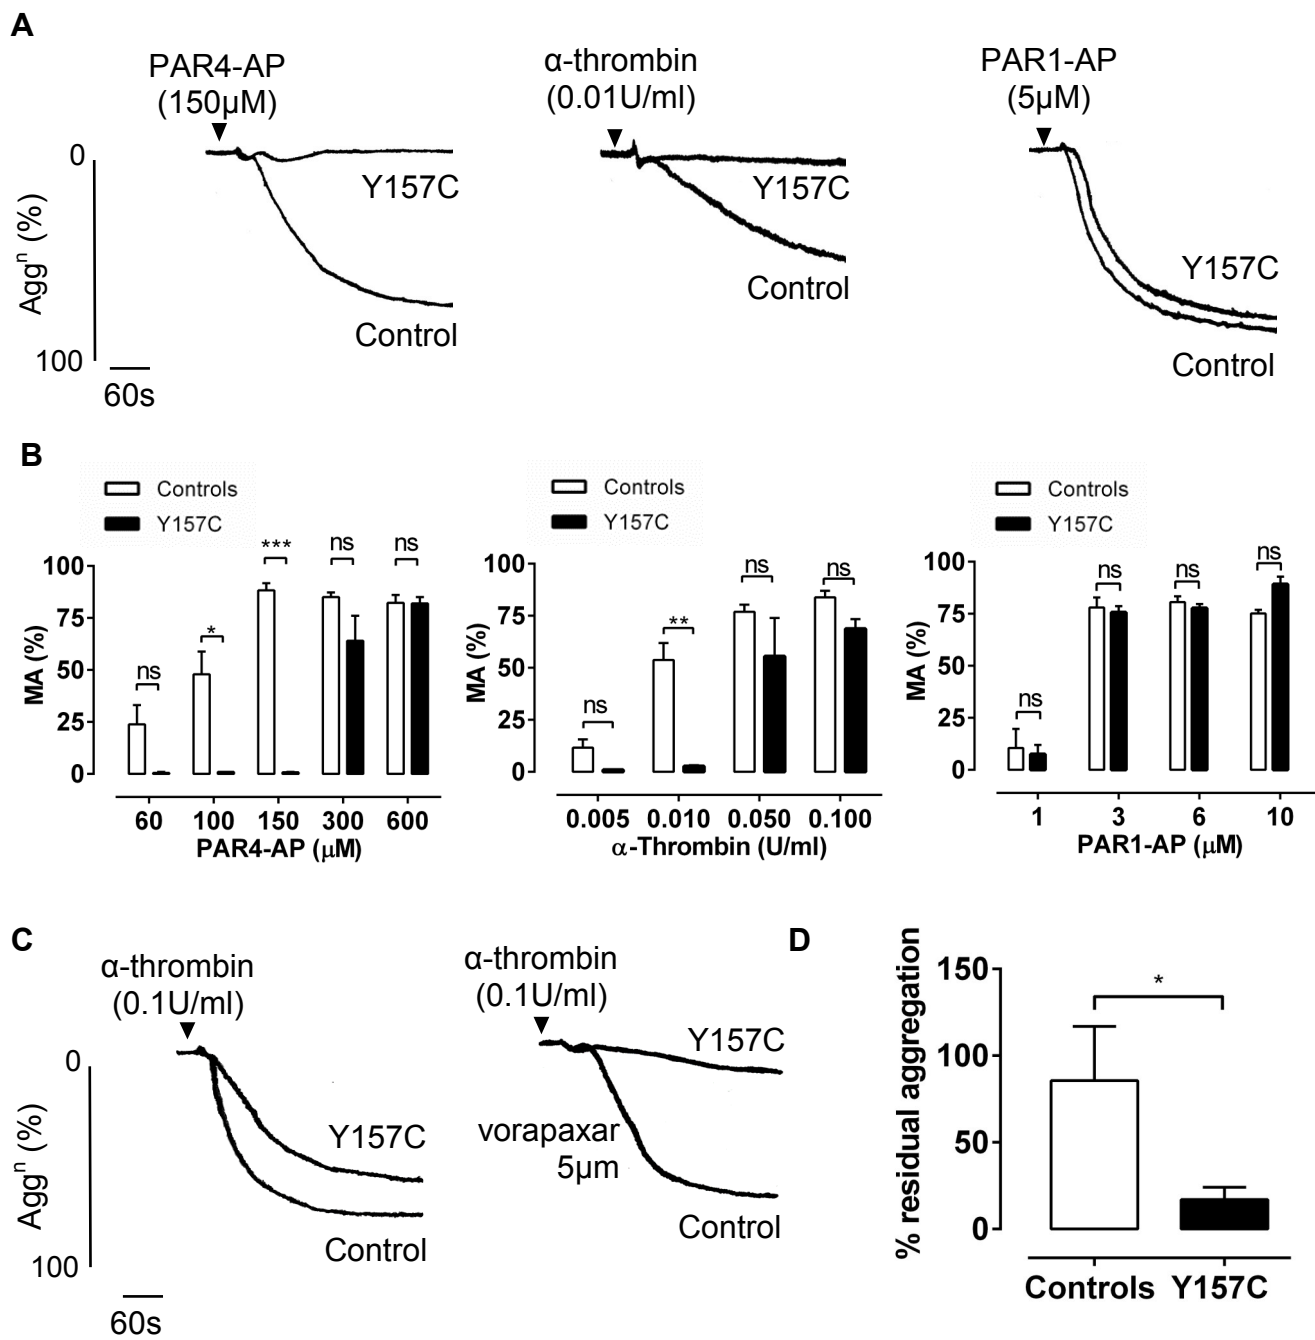 A
PAR4-AP
(150µM)
α-thrombin
(0.01U/ml)
PAR1-AP
(5µM)
0
Aggⁿ (%)
100
60s
Y157C
Control
Y157C
Control
Y157C
Control
B
Controls
Y157C
MA (%)
100
75
50
25
0
ns
*
***
ns
ns
60 100 150 300 600
PAR4-AP (µM)
Controls
Y157C
MA (%)
100
75
50
25
0
ns
**
ns
ns
0.005 0.010 0.050 0.100
α-Thrombin (U/ml)
Controls
Y157C
MA (%)
100
75
50
25
0
ns
ns
ns
ns
1 3 6 10
PAR1-AP (µM)
C
α-thrombin
(0.1U/ml)
0
Aggⁿ (%)
100
60s
Y157C
Control
α-thrombin
(0.1U/ml)
Y157C
vorapaxar
5µm
Control
D
% residual aggregation
150
100
50
0
*
Controls Y157C